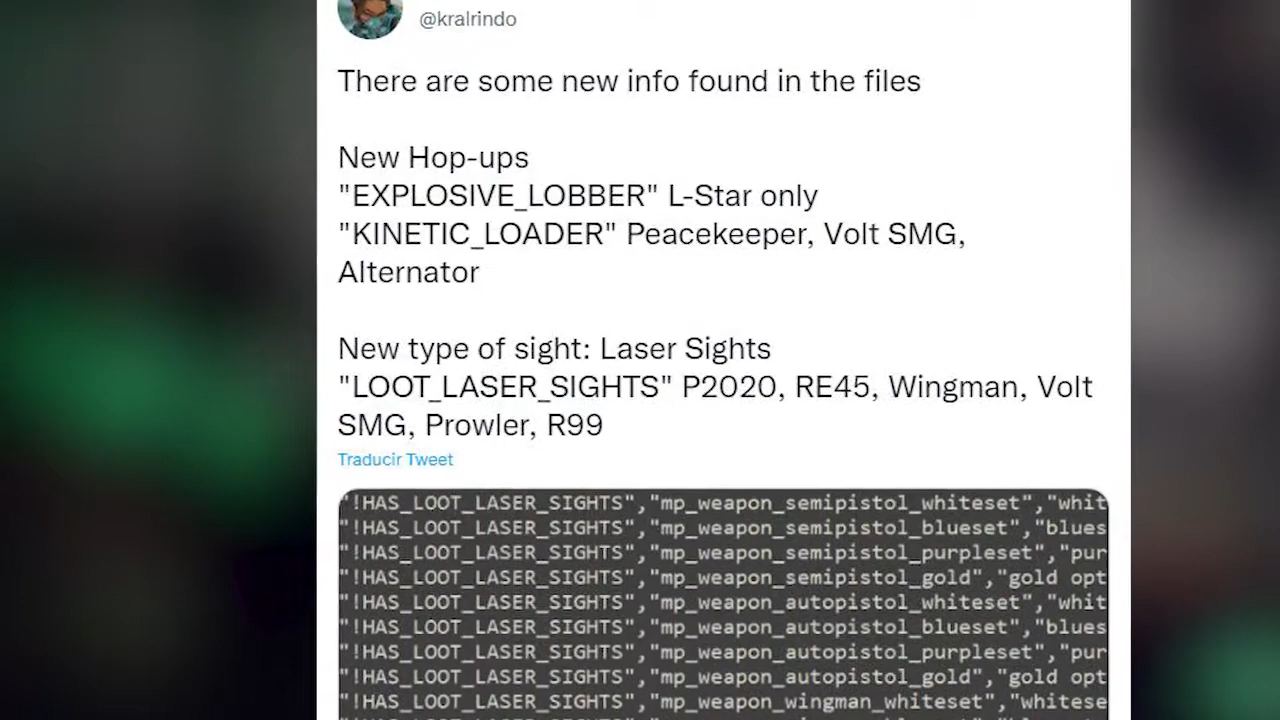 @kralrindo
There are some new info found in the files
New Hop-ups
"EXPLOSIVE_LOBBER" L-Star only
"KINETIC_LOADER" Peacekeeper, Volt SMG,
Alternator
New type of sight: Laser Sights
"LOOT_LASER_SIGHTS" P2020, RE45, Wingman, Volt
SMG, Prowler, R99
Traducir Tweet
"!HAS_LOOT_LASER_SIGHTS","mp_weapon_semipistol_whiteset","whit
"!HAS_LOOT_LASER_SIGHTS","mp_weapon_semipistol_blueset","blues
"!HAS_LOOT_LASER_SIGHTS","mp_weapon_semipistol_purpleset","pur
"!HAS_LOOT_LASER_SIGHTS","mp_weapon_semipistol_gold","gold opt
"!HAS_LOOT_LASER_SIGHTS","mp_weapon_autopistol_whiteset","whit
"!HAS_LOOT_LASER_SIGHTS","mp_weapon_autopistol_blueset","blues
"!HAS_LOOT_LASER_SIGHTS","mp_weapon_autopistol_purpleset","pur
"!HAS_LOOT_LASER_SIGHTS","mp_weapon_autopistol_gold","gold opt
"!HAS_LOOT_LASER_SIGHTS","mp_weapon_wingman_whiteset","whitese